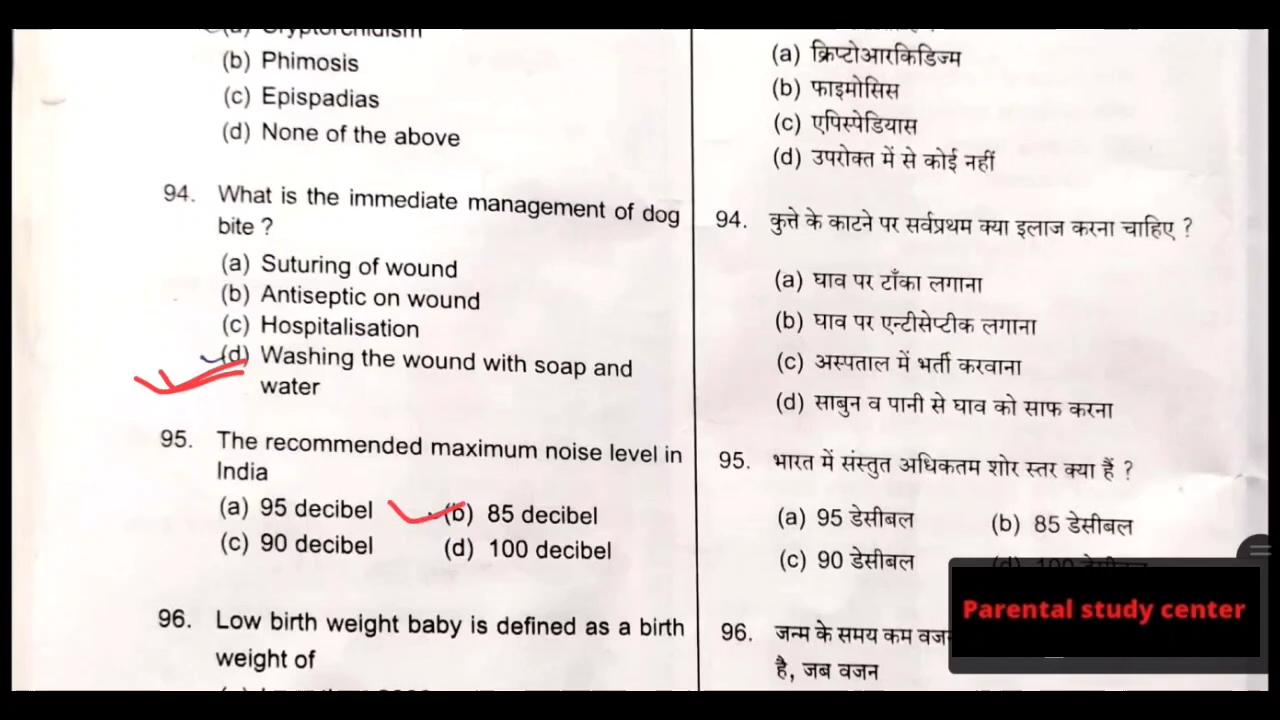 (b) Phimosis
(c) Epispadias
(d) None of the above
94. What is the immediate management of dog
bite ?
(a) Suturing of wound
(b) Antiseptic on wound
(c) Hospitalisation
(d) Washing the wound with soap and
water
95. The recommended maximum noise level in
India
(a) 95 decibel (b) 85 decibel
(c) 90 decibel (d) 100 decibel
96. Low birth weight baby is defined as a birth
weight of
(a) क्रिप्टोआरकिडिज्म
(b) फाइमोसिस
(c) एपिस्पेडियास
(d) उपरोक्त में से कोई नहीं
94. कुत्ते के काटने पर सर्वप्रथम क्या इलाज करना चाहिए ?
(a) घाव पर टाँका लगाना
(b) घाव पर एन्टीसेप्टीक लगाना
(c) अस्पताल में भर्ती करवाना
(d) साबुन व पानी से घाव को साफ करना
95. भारत में संस्तुत अधिकतम शोर स्तर क्या हैं ?
(a) 95 डेसीबल (b) 85 डेसीबल
(c) 90 डेसीबल
96. जन्म के समय कम वजन
है, जब वजन
Parental study center